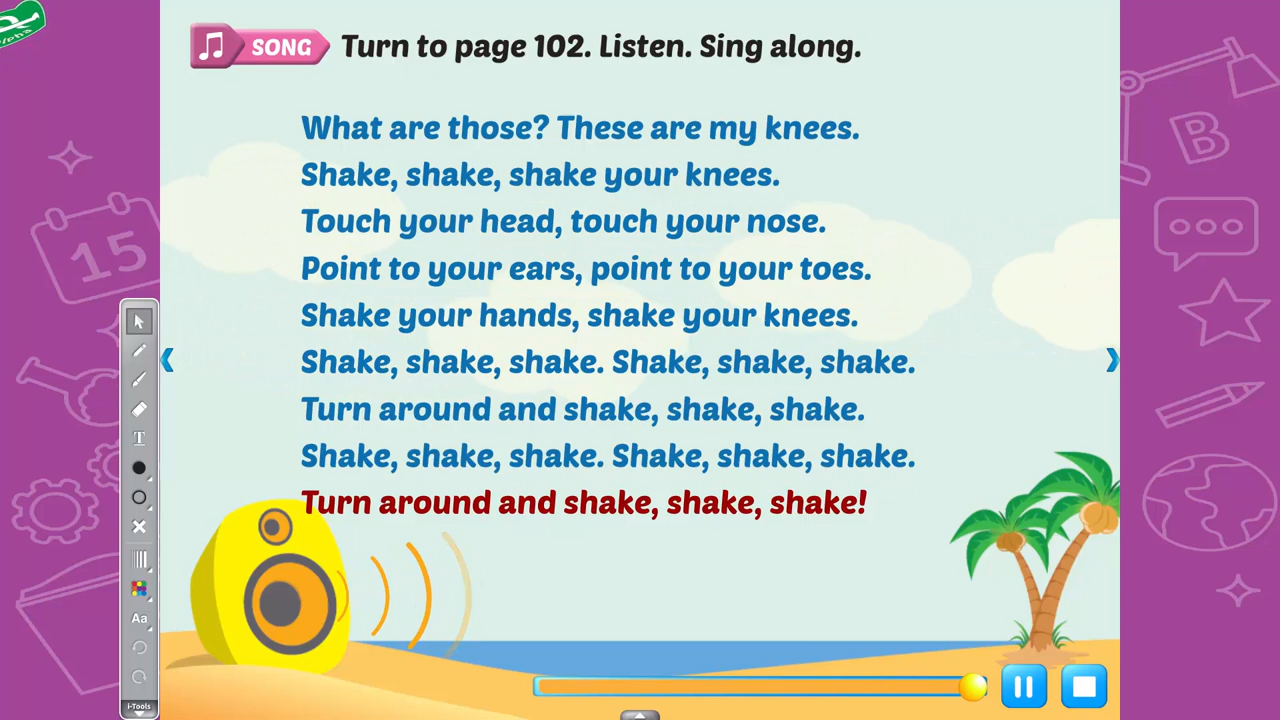 SONG Turn to page 102. Listen. Sing along.
What are those? These are my knees.
Shake, shake, shake your knees.
Touch your head, touch your nose.
Point to your ears, point to your toes.
Shake your hands, shake your knees.
Shake, shake, shake. Shake, shake, shake.
Turn around and shake, shake, shake.
Shake, shake, shake. Shake, shake, shake.
Turn around and shake, shake, shake!
15
B
T
Aa
i-Tools